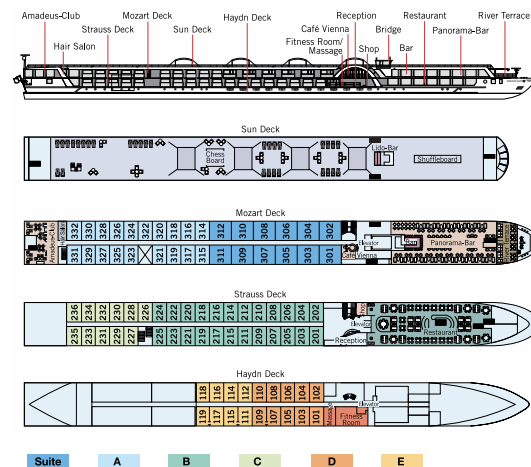 Amadeus-Club
Mozart Deck
Haydn Deck
Reception
Restaurant
River Terrace
Strauss Deck
Sun Deck
Café Vienna
Bridge
Panorama-Bar
Hair Salon
Fitness Room/
Massage
Shop
Bar
Sun Deck
Chess
Board
Lido-Bar
Shuffleboard
Mozart Deck
Amadeus-Club
Hair Salon
332 330 328 326 324 322 320 318 316 314 312 310 308 306 304 302
331 329 327 325 323 321 319 317 315 311 309 307 305 303 301
Elevator
Café Vienna
Bar
Panorama-Bar
Strauss Deck
236 234 232 230 228 226 224 222 220 218 216 214 212 210 208 206 204 202
235 233 231 229 227 225 223 221 219 217 215 211 209 207 205 203 201
Shop
Elevator
Reception
Restaurant
Haydn Deck
118 116 114 112 110 108 106 104 102
119 117 115 111 109 107 105 103 101
Elevator
Massage
Fitness
Room
Suite
A
B
C
D
E